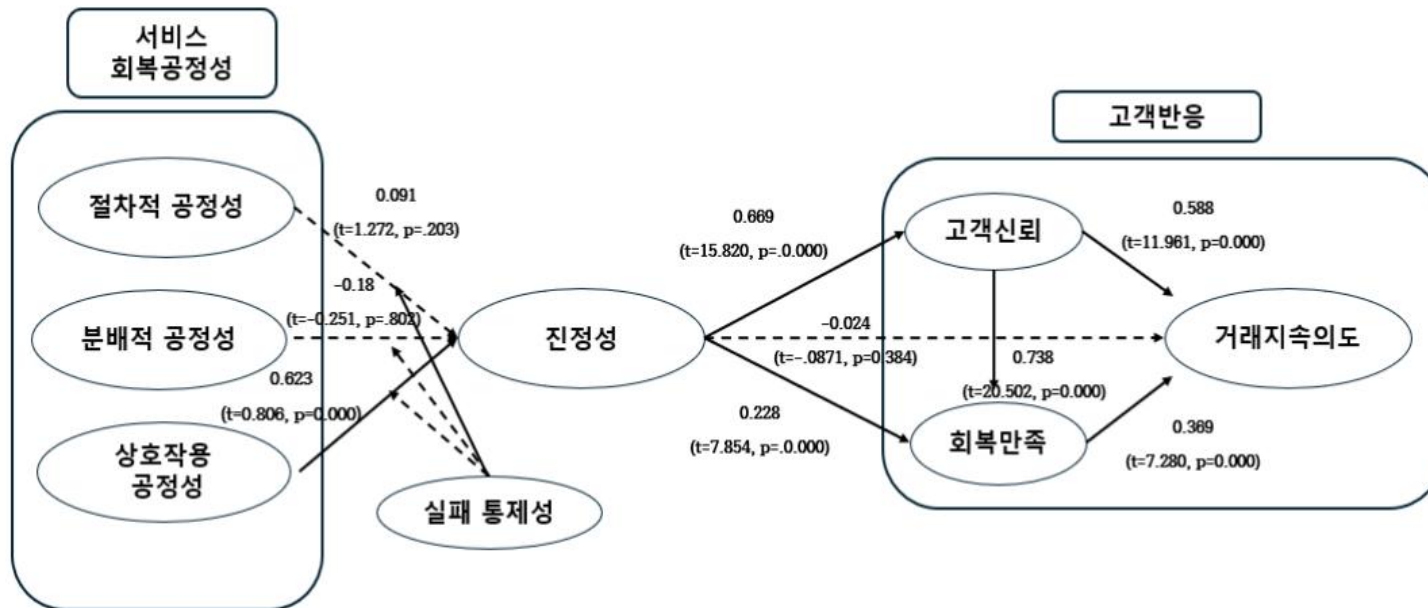 서비스
회복공정성
고객반응
절차적 공정성
0.091
(t=1.272, p=.203)
-0.18
(t=-0.251, p=.802)
분배적 공정성
0.623
(t=0.806, p=0.000)
상호작용
공정성
진정성
실패 통제성
0.669
(t=15.820, p=.0.000)
-0.024
(t=-.0871, p=0.384)
0.228
(t=7.854, p=.0.000)
고객신뢰
0.588
(t=11.961, p=0.000)
0.738
(t=20.502, p=0.000)
거래지속의도
회복만족
0.369
(t=7.280, p=0.000)